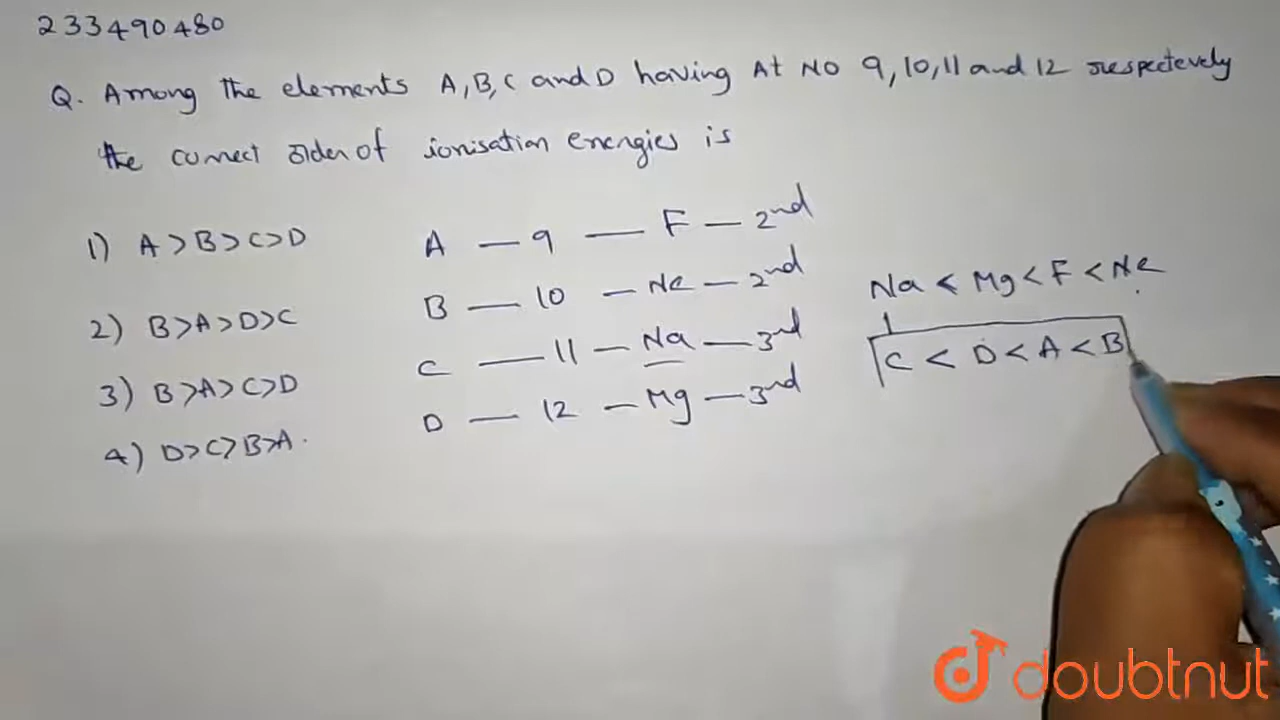 233490480
Q. Among the elements A,B,C and D having At NO 9,10,11 and 12 respectevely
the correct order of ionisation energies is
1) A>B>C>D
2) B>A>D>C
3) B>A>C>D
4) D>C>B>A.
A — 9 — F — 2nd
B — 10 — Ne — 2nd
C — 11 — Na — 3rd
D — 12 — Mg — 3rd
Na < Mg < F < Ne
C < D < A < B
doubtnut